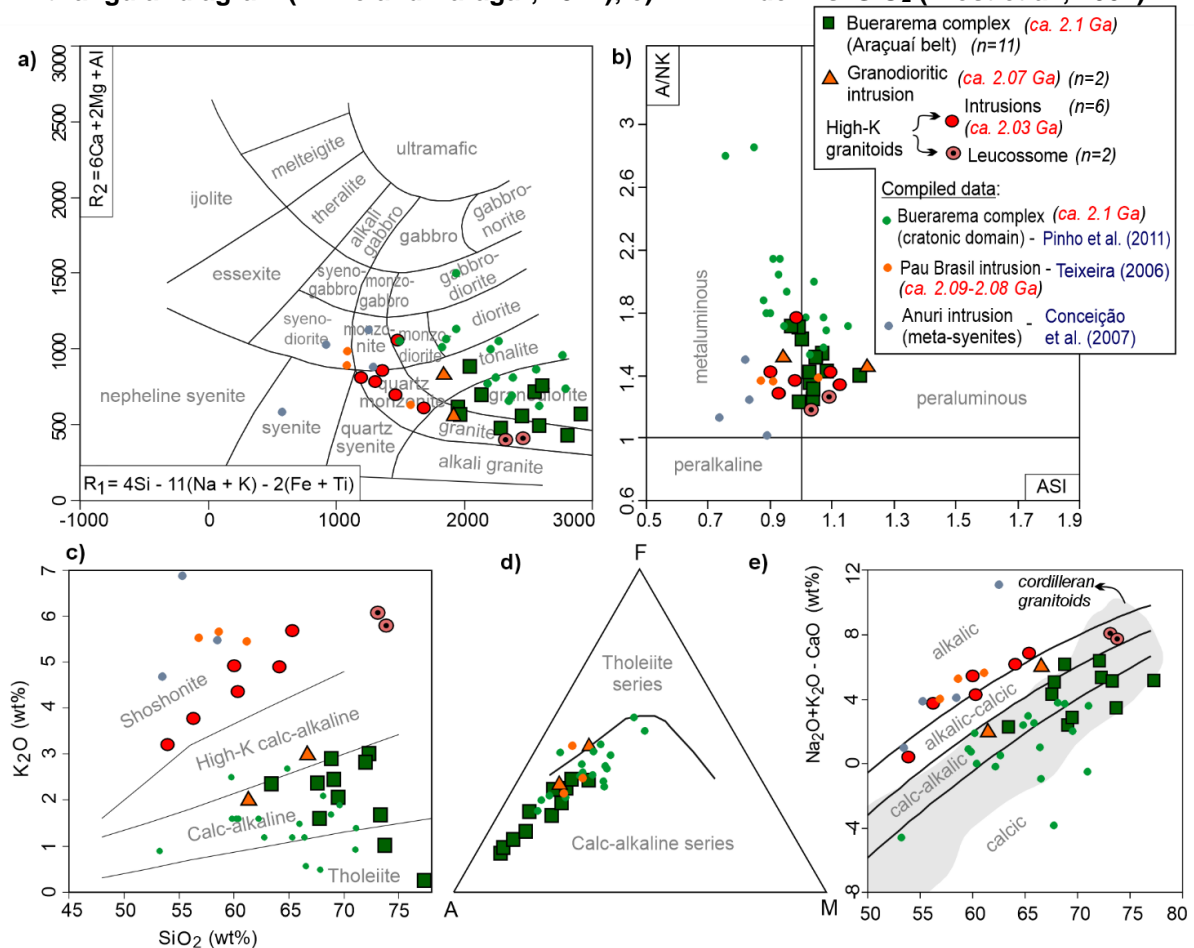 a)
R2=6Ca+2Mg+Al
3000
2500
2000
1500
1000
500
0
-1000
0
1000
2000
3000
R1= 4Si - 11(Na + K) - 2(Fe + Ti)
ijolite
melteigite
ultramafic
theralite
alkali
gabbro
gabbro
gabbro-
norite
essexite
syeno-
gabbro
monzo-
gabbro
gabbro-
diorite
syeno-
diorite
monzo-
nite
monzo-
diorite
diorite
tonalite
nepheline syenite
syenite
quartz
syenite
quartz
monzonite
granite
alkali granite
b)
A/NK
3
2.6
2.2
1.8
1.4
1
0.6
0.5
0.7
0.9
1.1
1.3
1.5
1.7
1.9
ASI
metaluminous
peraluminous
peralkaline
Buerarema complex (ca. 2.1 Ga)
(Araçuaí belt) (n=11)
Granodioritic (ca. 2.07 Ga) (n=2)
intrusion
High-K
granitoids
Intrusions (n=6)
(ca. 2.03 Ga)
Leucossome (n=2)
Compiled data:
Buerarema complex (ca. 2.1 Ga)
(cratonic domain) - Pinho et al. (2011)
Pau Brasil intrusion - Teixeira (2006)
(ca. 2.09-2.08 Ga)
Anuri intrusion - Conceição
(meta-syenites) et al. (2007)
c)
K2O (wt%)
7
6
5
4
3
2
1
0
45
50
55
60
65
70
75
SiO2 (wt%)
Shoshonite
High-K calc-alkaline
Calc-alkaline
Tholeiite
d)
F
Tholeiite
series
Calc-alkaline series
A
M
e)
Na2O+K2O - CaO (wt%)
12
8
4
0
-4
-8
50
60
65
70
75
80
cordilleran
granitoids
alkalic
alkalic-calcic
calc-alkalic
calcic